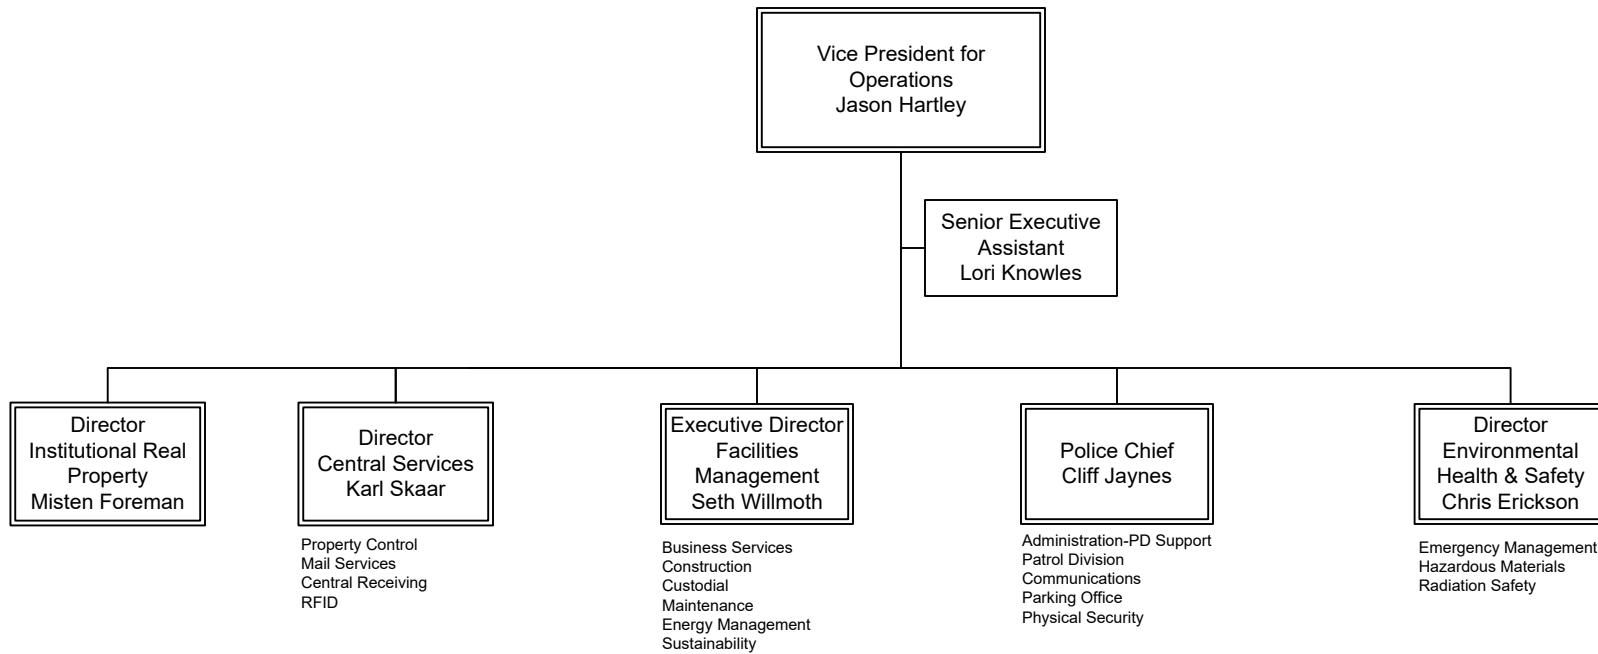 Vice President for
Operations
Jason Hartley
Senior Executive
Assistant
Lori Knowles
Director
Institutional Real
Property
Misten Foreman
Director
Central Services
Karl Skaar
Property Control
Mail Services
Central Receiving
RFID
Executive Director
Facilities
Management
Seth Willmoth
Business Services
Construction
Custodial
Maintenance
Energy Management
Sustainability
Police Chief
Cliff Jaynes
Administration-PD Support
Patrol Division
Communications
Parking Office
Physical Security
Director
Environmental
Health & Safety
Chris Erickson
Emergency Management
Hazardous Materials
Radiation Safety